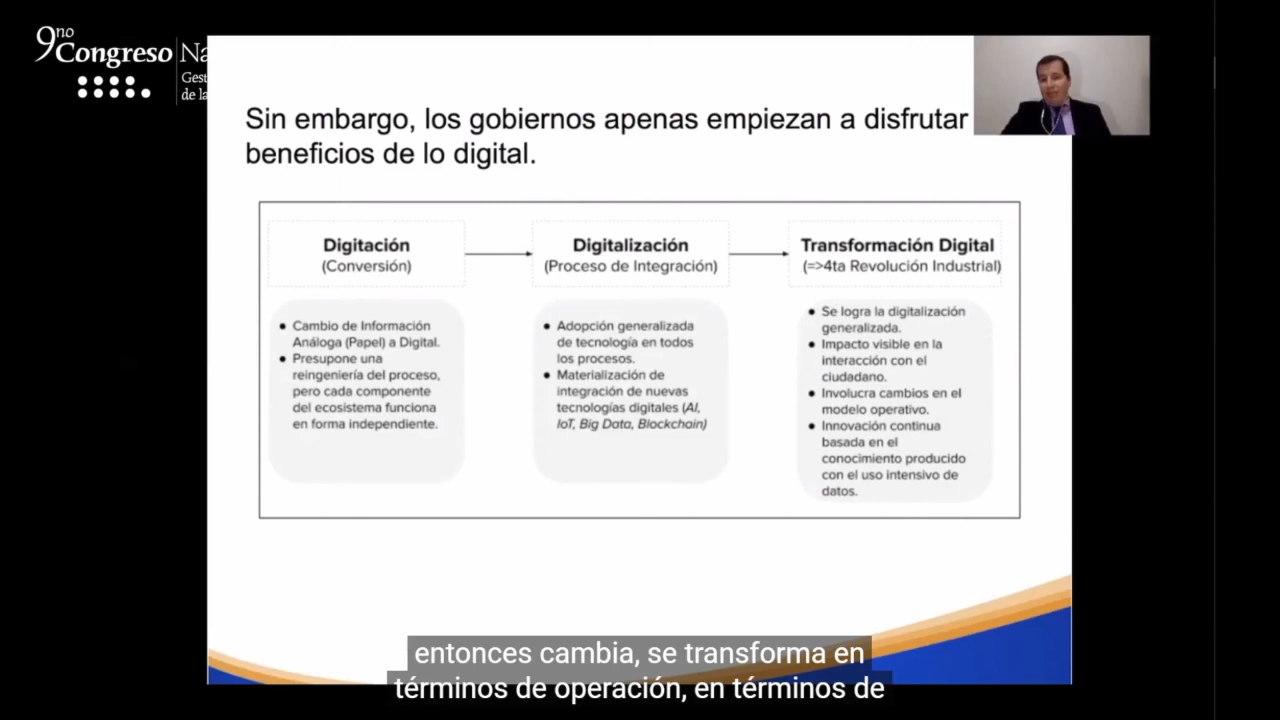 9no
Congreso Na
Gest
de la
Sin embargo, los gobiernos apenas empiezan a disfrutar
beneficios de lo digital.
Digitación
(Conversión)
Cambio de Información
Análoga (Papel) a Digital.
Presupone una
reingeniería del proceso,
pero cada componente
del ecosistema funciona
en forma independiente.
Digitalización
(Proceso de Integración)
Adopción generalizada
de tecnología en todos
los procesos.
Materialización de
integración de nuevas
tecnologías digitales (AI,
IoT, Big Data, Blockchain)
Transformación Digital
(=>4ta Revolución Industrial)
Se logra la digitalización
generalizada.
Impacto visible en la
interacción con el
ciudadano.
Involucra cambios en el
modelo operativo.
Innovación continua
basada en el
conocimiento producido
con el uso intensivo de
datos.
entonces cambia, se transforma en
términos de operación, en términos de